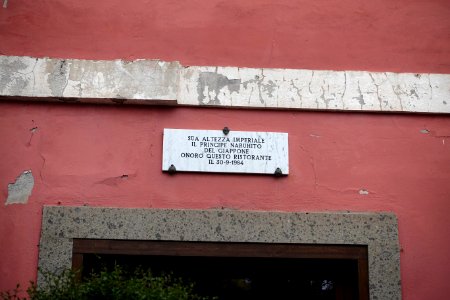 SUA ALTEZZA IMPERIALE
IL PRINCIPE NARUHITO
DEL GIAPPONE
ONORO QUESTO RISTORANTE
IL 30-9-1984